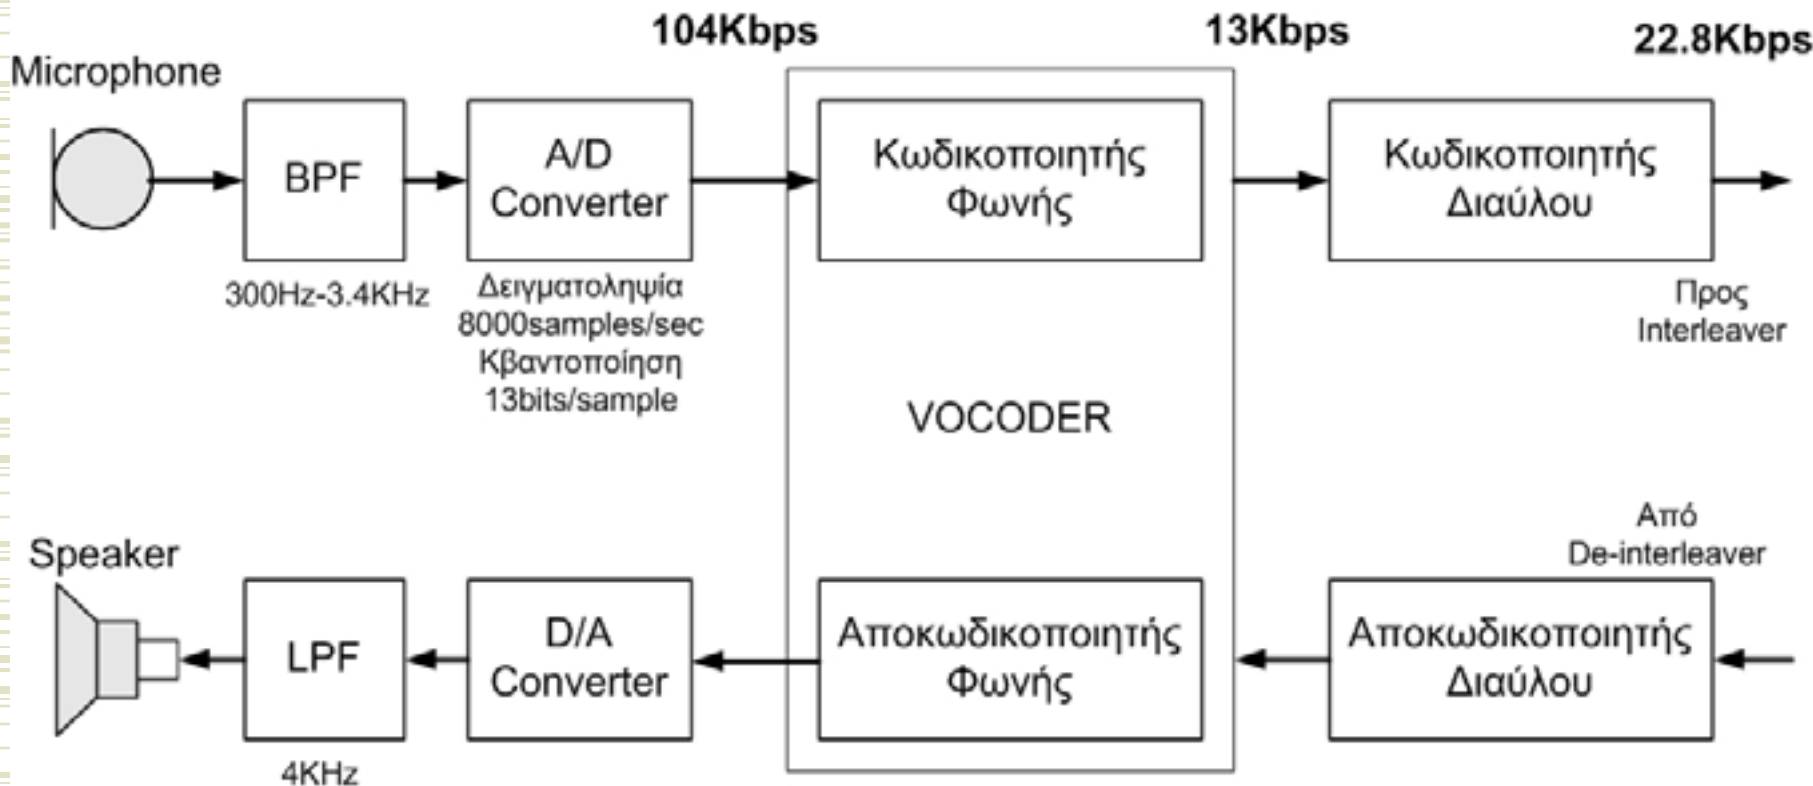 104Kbps
13Kbps
22.8Kbps
Microphone
BPF
A/D
Converter
Κωδικοποιητής
Φωνής
Κωδικοποιητής
Διαύλου
300Hz-3.4KHz
Δειγματοληψία
8000samples/sec
Κβαντοποίηση
13bits/sample
Προς
Interleaver
VOCODER
Από
De-interleaver
Speaker
LPF
D/A
Converter
Αποκωδικοποιητής
Φωνής
Αποκωδικοποιητής
Διαύλου
4KHz